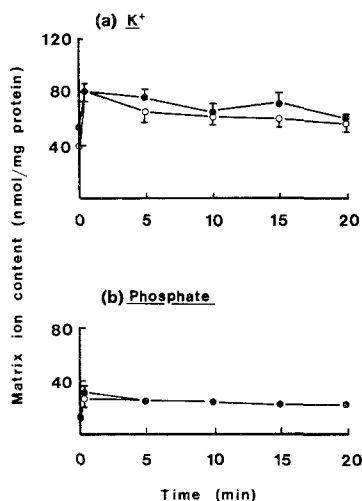 (a) K⁺
120
80
40
0 5 10 15 20
(b) Phosphate
80
40
0 5 10 15 20
Time (min)
Matrix ion content (nmol/mg protein)